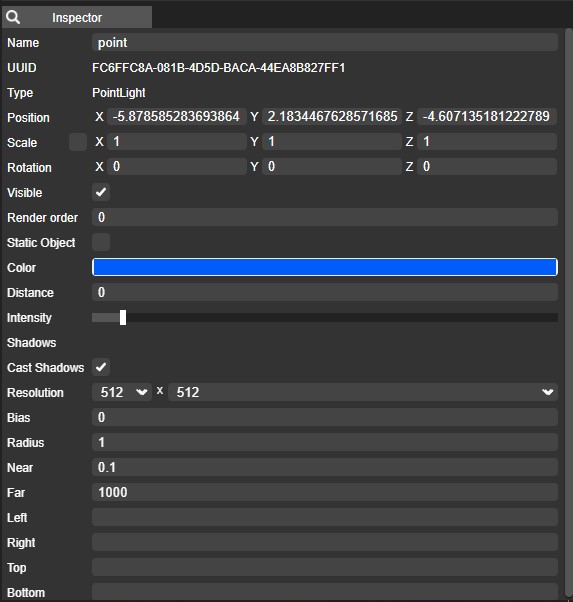 Inspector
Name point
UUID FC6FFC8A-081B-4D5D-BACA-44EA8B827FF1
Type PointLight
Position X -5.878585283693864 Y 2.1834467628571685 Z -4.607135181222789
Scale X 1 Y 1 Z 1
Rotation X 0 Y 0 Z 0
Visible
Render order 0
Static Object
Color
Distance 0
Intensity
Shadows
Cast Shadows
Resolution 512 x 512
Bias 0
Radius 1
Near 0.1
Far 1000
Left
Right
Top
Bottom